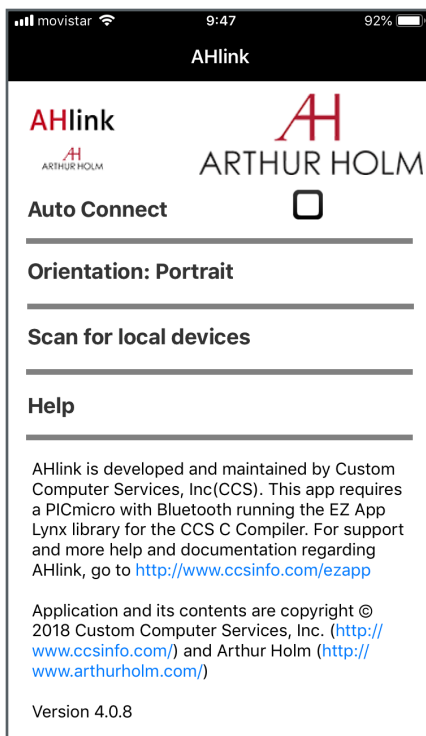 movistar 9:47 92%
AHlink
AHlink
AH
ARTHUR HOLM
AH
ARTHUR HOLM
Auto Connect
Orientation: Portrait
Scan for local devices
Help
AHlink is developed and maintained by Custom
Computer Services, Inc(CCS). This app requires
a PICmicro with Bluetooth running the EZ App
Lynx library for the CCS C Compiler. For support
and more help and documentation regarding
AHlink, go to http://www.ccsinfo.com/ezapp
Application and its contents are copyright ©
2018 Custom Computer Services, Inc. (http://
www.ccsinfo.com/) and Arthur Holm (http://
www.arthurholm.com/)
Version 4.0.8